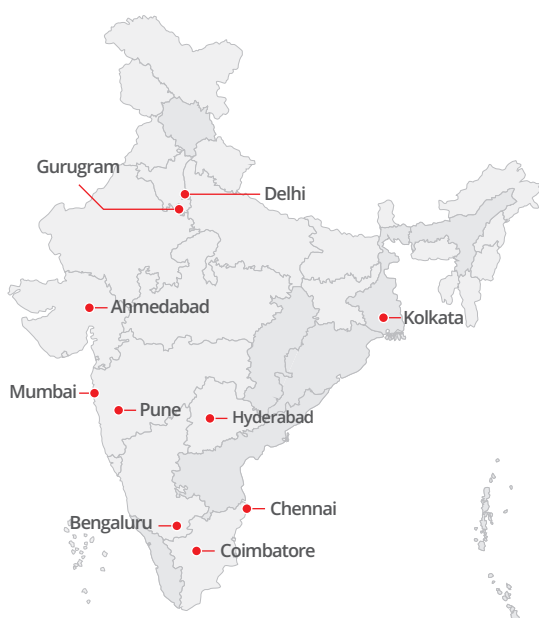 Gurugram
Delhi
Ahmedabad
Kolkata
Mumbai
Pune
Hyderabad
Chennai
Bengaluru
Coimbatore